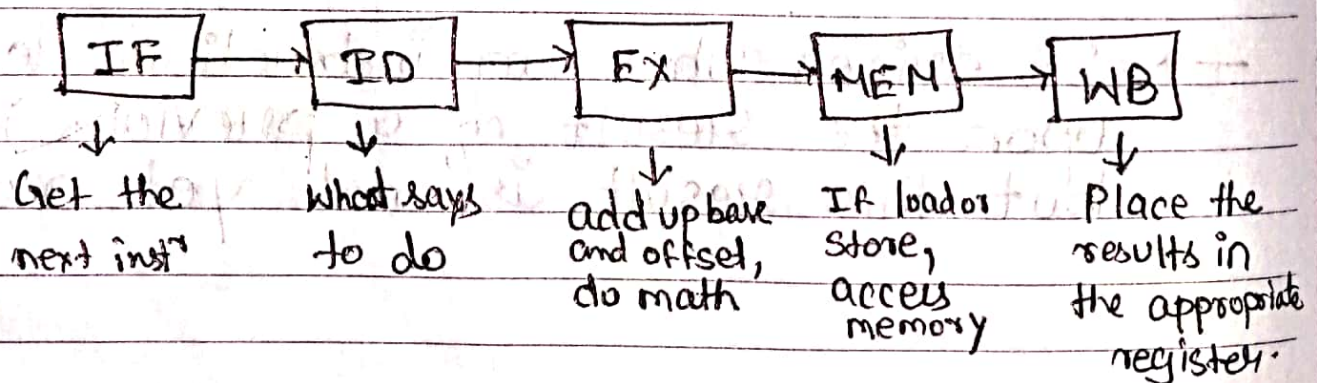 IF ID EX MEM WB
Get the
next instⁿ
What says
to do
add up base
and offset,
do math
If load or
store,
access
memory
Place the
results in
the appropriate
register.